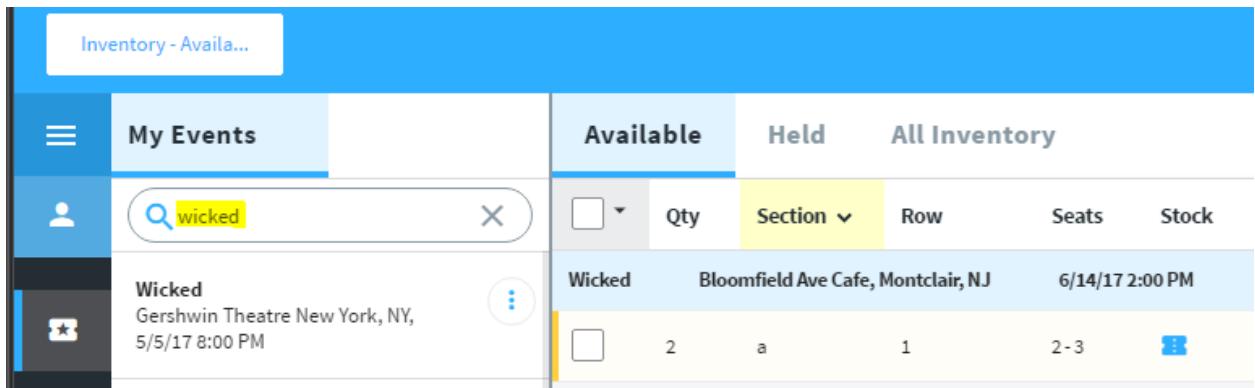 Inventory - Availa...
My Events
wicked
Wicked
Gershwin Theatre New York, NY,
5/5/17 8:00 PM
Available Held All Inventory
Qty Section Row Seats Stock
Wicked Bloomfield Ave Cafe, Montclair, NJ 6/14/17 2:00 PM
2 a 1 2 - 3